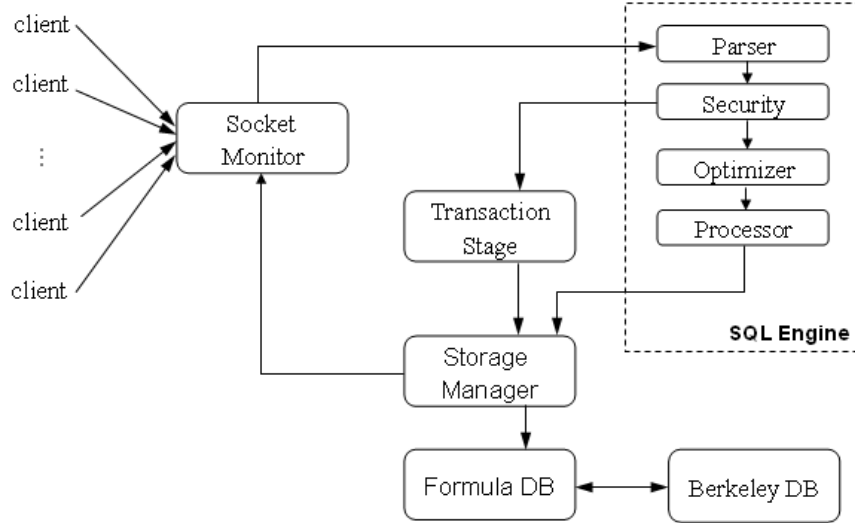 client
client
⋮
client
client
Socket
Monitor
Parser
Security
Optimizer
Processor
SQL Engine
Transaction
Stage
Storage
Manager
Formula DB
Berkeley DB